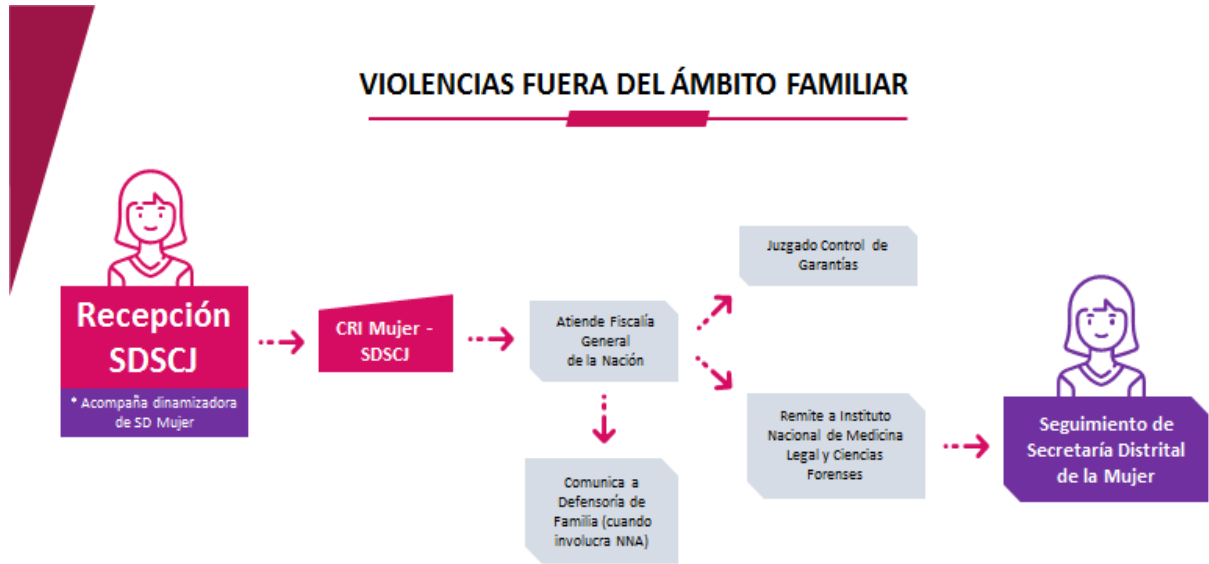 VIOLENCIAS FUERA DEL ÁMBITO FAMILIAR
Recepción
SDSCJ
* Acompaña dinamizadora
de SD Mujer
CRI Mujer -
SDSCJ
Atiende Fiscalía
General
de la Nación
Juzgado Control de
Garantías
Comunica a
Defensoría de
Familia (cuando
involucra NNA)
Remite a Instituto
Nacional de Medicina
Legal y Ciencias
Forenses
Seguimiento de
Secretaría Distrital
de la Mujer